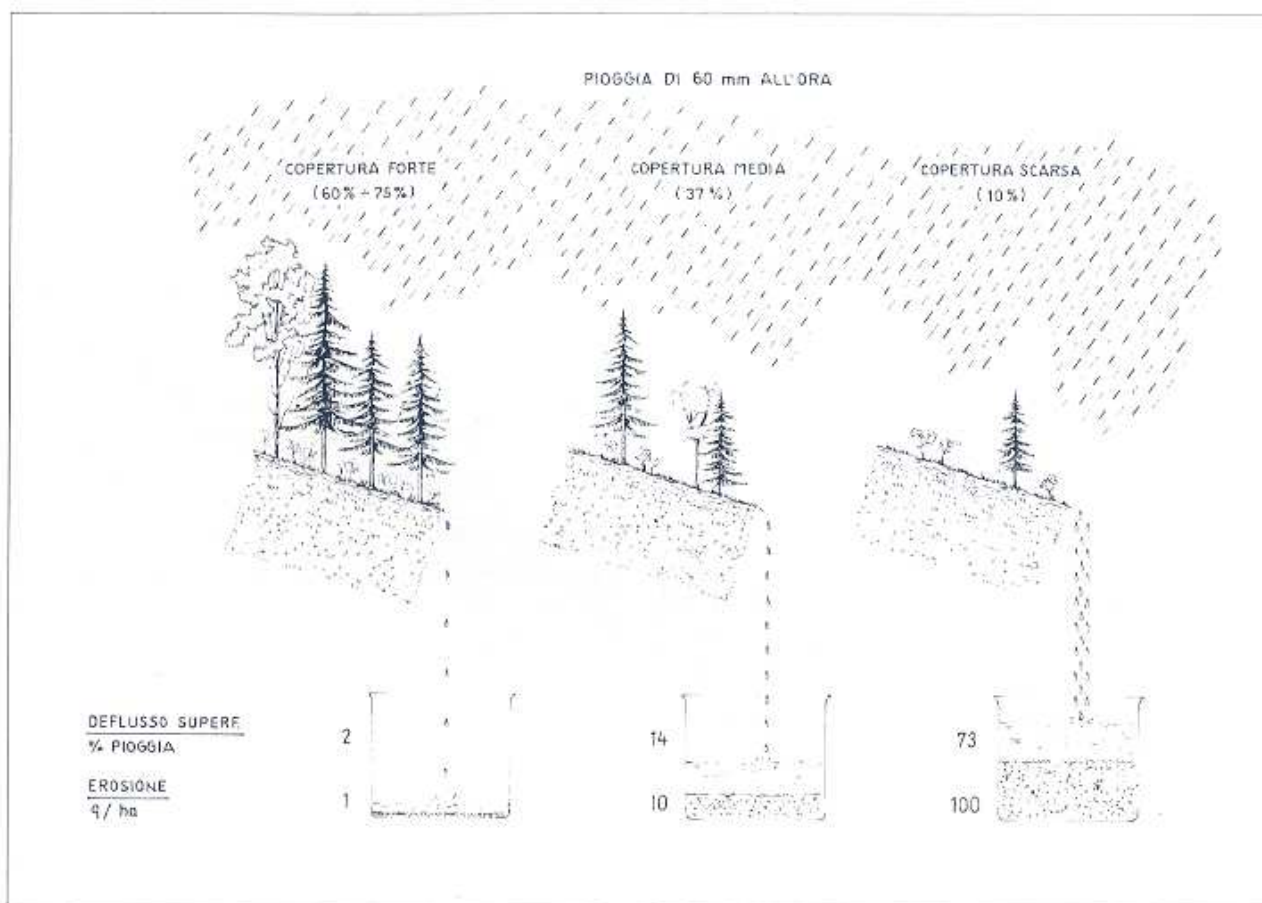 PIOGGIA DI 60 mm ALL'ORA
COPERTURA FORTE
(60% ÷ 75%)
COPERTURA MEDIA
(37%)
COPERTURA SCARSA
(10%)
DEFLUSSO SUPERF.
% PIOGGIA
2
14
73
EROSIONE
q/ha
1
10
100